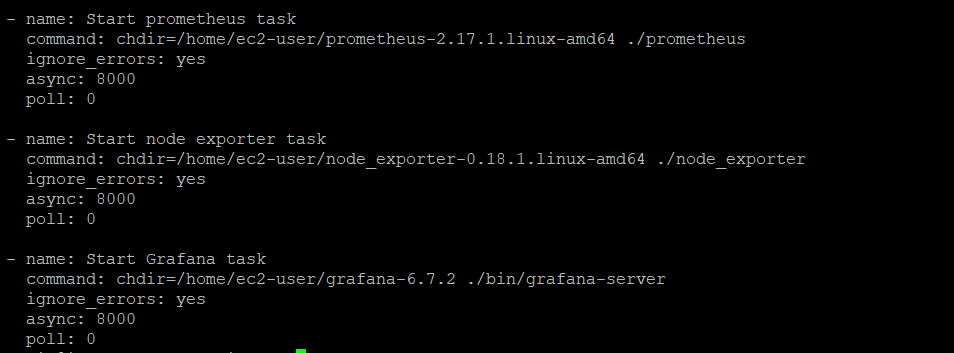 - name: Start prometheus task
  command: chdir=/home/ec2-user/prometheus-2.17.1.linux-amd64 ./prometheus
  ignore_errors: yes
  async: 8000
  poll: 0

- name: Start node exporter task
  command: chdir=/home/ec2-user/node_exporter-0.18.1.linux-amd64 ./node_exporter
  ignore_errors: yes
  async: 8000
  poll: 0

- name: Start Grafana task
  command: chdir=/home/ec2-user/grafana-6.7.2 ./bin/grafana-server
  ignore_errors: yes
  async: 8000
  poll: 0